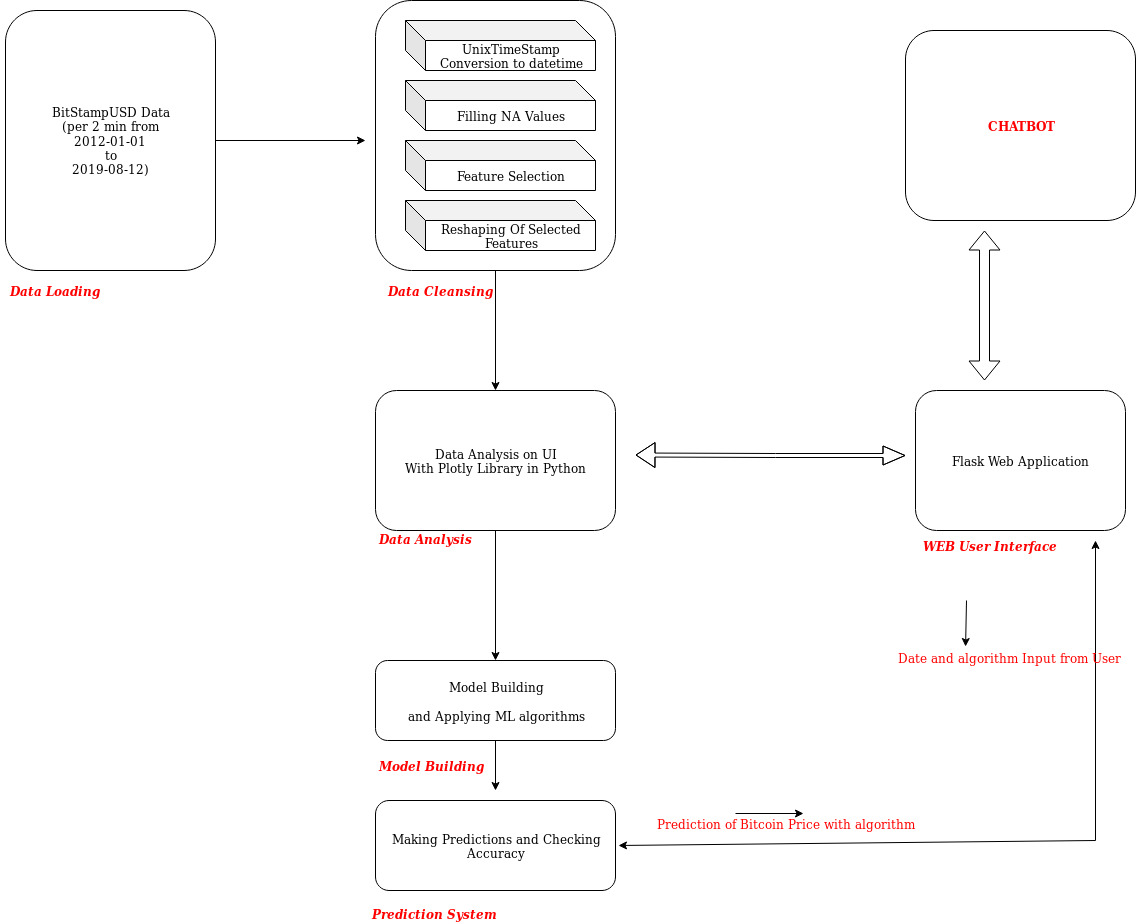 BitStampUSD Data
(per 2 min from
2012-01-01
to
2019-08-12)
Data Loading
UnixTimeStamp
Conversion to datetime
Filling NA Values
Feature Selection
Reshaping Of Selected
Features
Data Cleansing
CHATBOT
Data Analysis on UI
With Plotly Library in Python
Data Analysis
Flask Web Application
WEB User Interface
Date and algorithm Input from User
Model Building
and Applying ML algorithms
Model Building
Prediction of Bitcoin Price with algorithm
Making Predictions and Checking
Accuracy
Prediction System